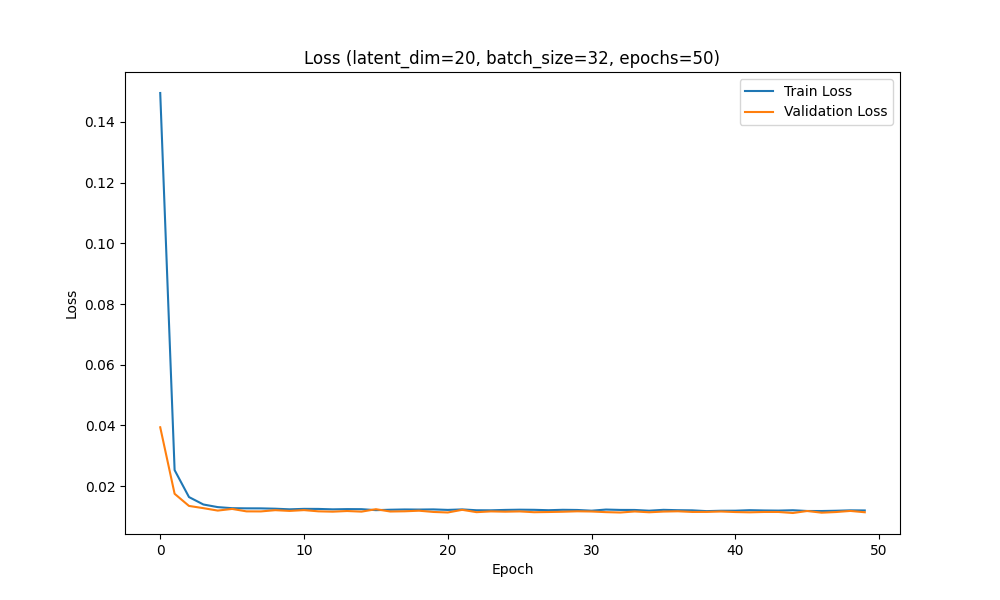 Loss (latent_dim=20, batch_size=32, epochs=50)
Train Loss
Validation Loss
Loss
0.14
0.12
0.10
0.08
0.06
0.04
0.02
0
10
20
30
40
50
Epoch